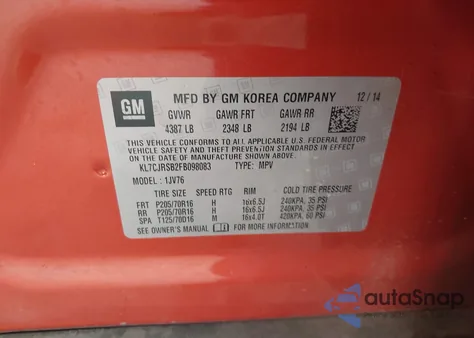 GM
MFD BY GM KOREA COMPANY 12/14
GVWR GAWR FRT GAWR RR
4387 LB 2348 LB 2194 LB
THIS VEHICLE CONFORMS TO ALL APPLICABLE U.S. FEDERAL MOTOR
VEHICLE SAFETY AND THEFT PREVENTION STANDARDS IN EFFECT ON
THE DATE OF MANUFACTURE SHOWN ABOVE.
KL7CJRSB2FB098083 TYPE: MPV
MODEL: 1JV76
SPEED RTG RIM COLD TIRE PRESSURE
FRT P205/70R16 H 16x6.5J 240KPA, 35 PSI
RR P205/70R16 H 16x6.5J 240KPA, 35 PSI
SPA T125/70D16 M 16x4.0T 420KPA, 60 PSI
SEE OWNER'S MANUAL FOR MORE INFORMATION
autoSnap